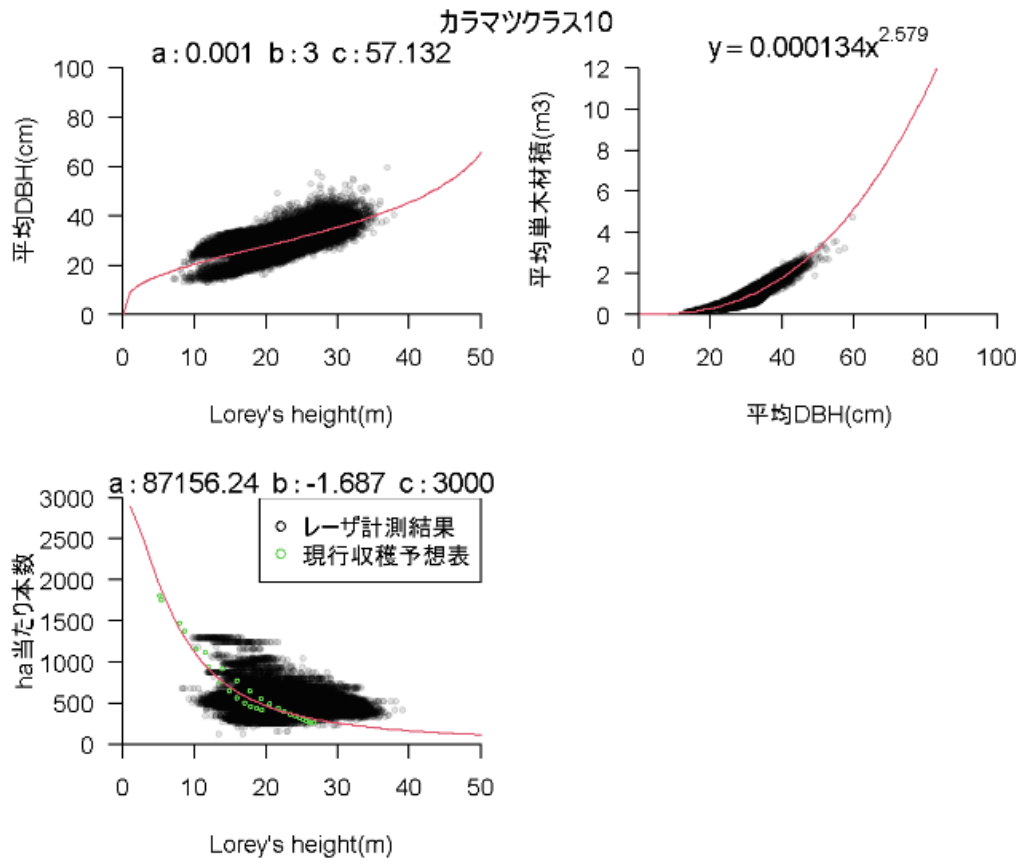 カラマツクラス10
a : 0.001 b : 3 c : 57.132
平均DBH(cm)
100
80
60
40
20
0
0 10 20 30 40 50
Lorey's height(m)
y = 0.000134x^2.579
平均単木材積(m3)
12
10
8
6
4
2
0
0 20 40 60 80 100
平均DBH(cm)
a : 87156.24 b : -1.687 c : 3000
ha当たり本数
3000
2500
2000
1500
1000
500
0
レーザ計測結果
現行収穫予想表
0 10 20 30 40 50
Lorey's height(m)